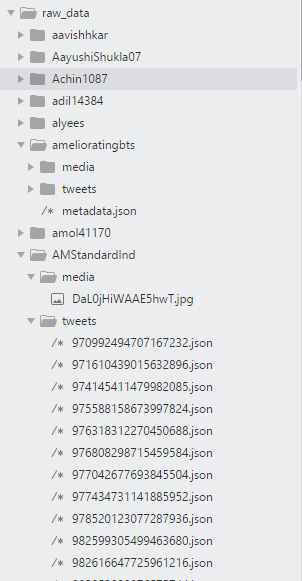 raw_data
aavishhkar
AayushiShukla07
Achin1087
adil14384
alyees
amelioratingbts
media
tweets
/* metadata.json
amol41170
AMStandardInd
media
DaL0jHiWAAE5hwT.jpg
tweets
/* 970992494707167232.json
/* 971610439015632896.json
/* 974145411479982085.json
/* 975588158673997824.json
/* 976318312270450688.json
/* 976808298715459584.json
/* 977042677693845504.json
/* 977434731141885952.json
/* 978520123077287936.json
/* 982599305499463680.json
/* 982616647725961216.json